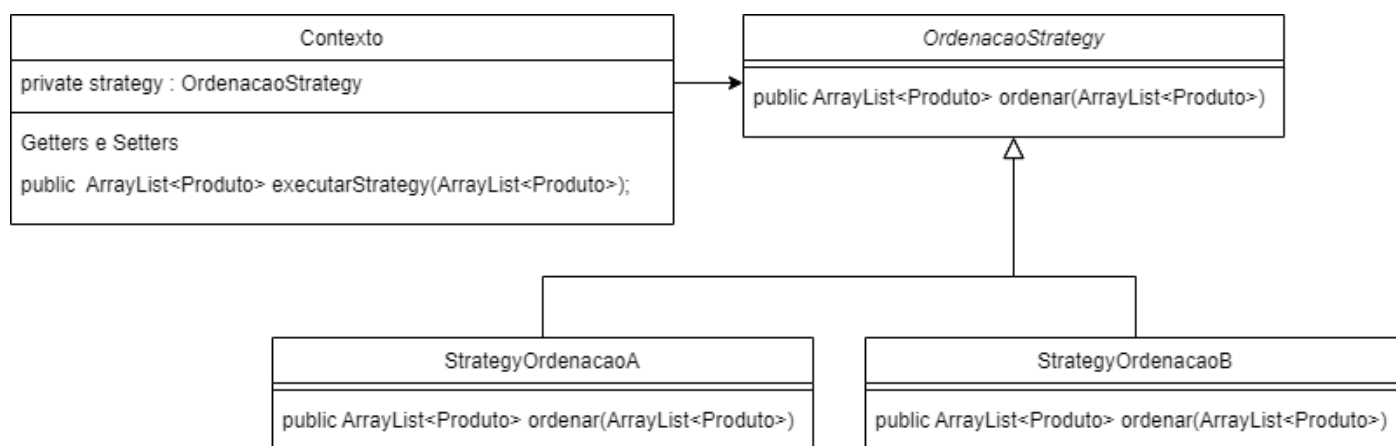 Contexto
private strategy : OrdenacaoStrategy
Getters e Setters
public  ArrayList<Produto> executarStrategy(ArrayList<Produto>);
OrdenacaoStrategy
public ArrayList<Produto> ordenar(ArrayList<Produto>)
StrategyOrdenacaoA
public ArrayList<Produto> ordenar(ArrayList<Produto>)
StrategyOrdenacaoB
public ArrayList<Produto> ordenar(ArrayList<Produto>)